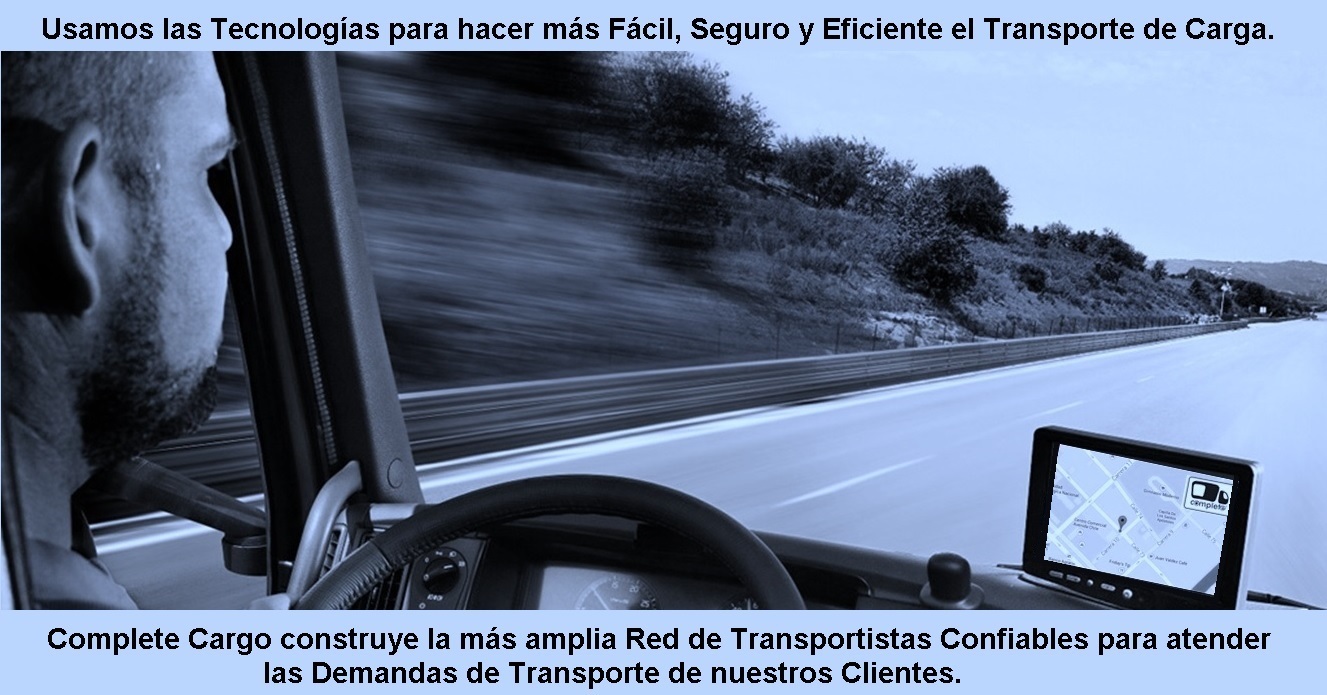 Usamos las Tecnologías para hacer más Fácil, Seguro y Eficiente el Transporte de Carga.
complete
Complete Cargo construye la más amplia Red de Transportistas Confiables para atender
las Demandas de Transporte de nuestros Clientes.